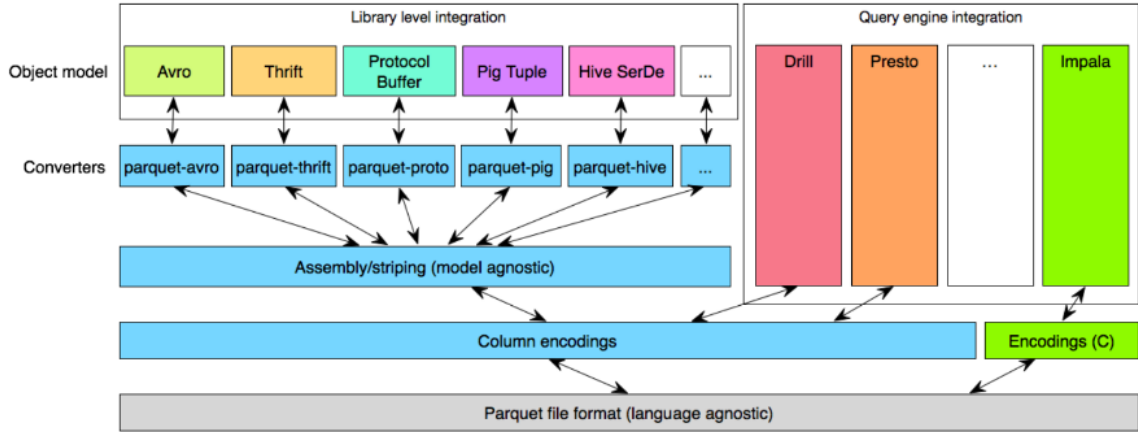 Library level integration
Query engine integration
Object model
Avro
Thrift
Protocol
Buffer
Pig Tuple
Hive SerDe
...
Drill
Presto
...
Impala
Converters
parquet-avro
parquet-thrift
parquet-proto
parquet-pig
parquet-hive
...
Assembly/striping (model agnostic)
Column encodings
Encodings (C)
Parquet file format (language agnostic)